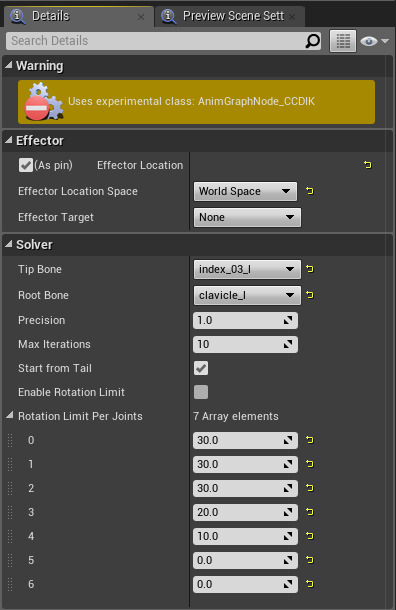 Details Preview Scene Sett
Search Details
Warning
Uses experimental class: AnimGraphNode_CCDIK
Effector
(As pin) Effector Location
Effector Location Space World Space
Effector Target None
Solver
Tip Bone index_03_l
Root Bone clavicle_l
Precision 1.0
Max Iterations 10
Start from Tail
Enable Rotation Limit
Rotation Limit Per Joints 7 Array elements
0 30.0
1 30.0
2 30.0
3 20.0
4 10.0
5 0.0
6 0.0